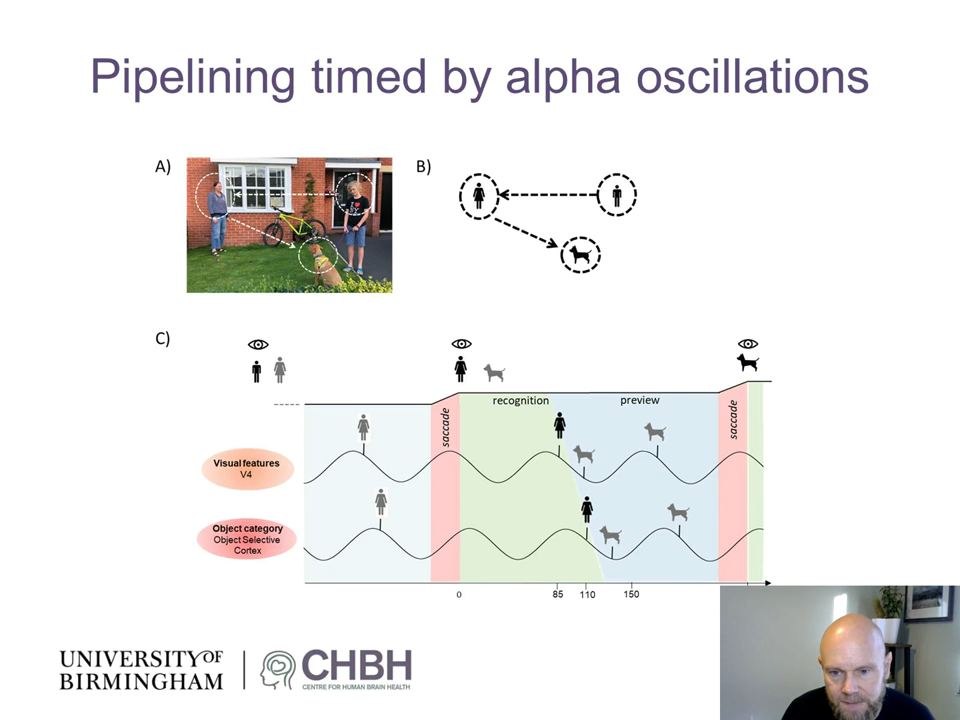 Pipelining timed by alpha oscillations
A)
B)
C)
recognition
preview
saccade
saccade
Visual features
V4
Object category
Object Selective
Cortex
0
85
110
150
UNIVERSITY OF
BIRMINGHAM
CHBH
CENTRE FOR HUMAN BRAIN HEALTH